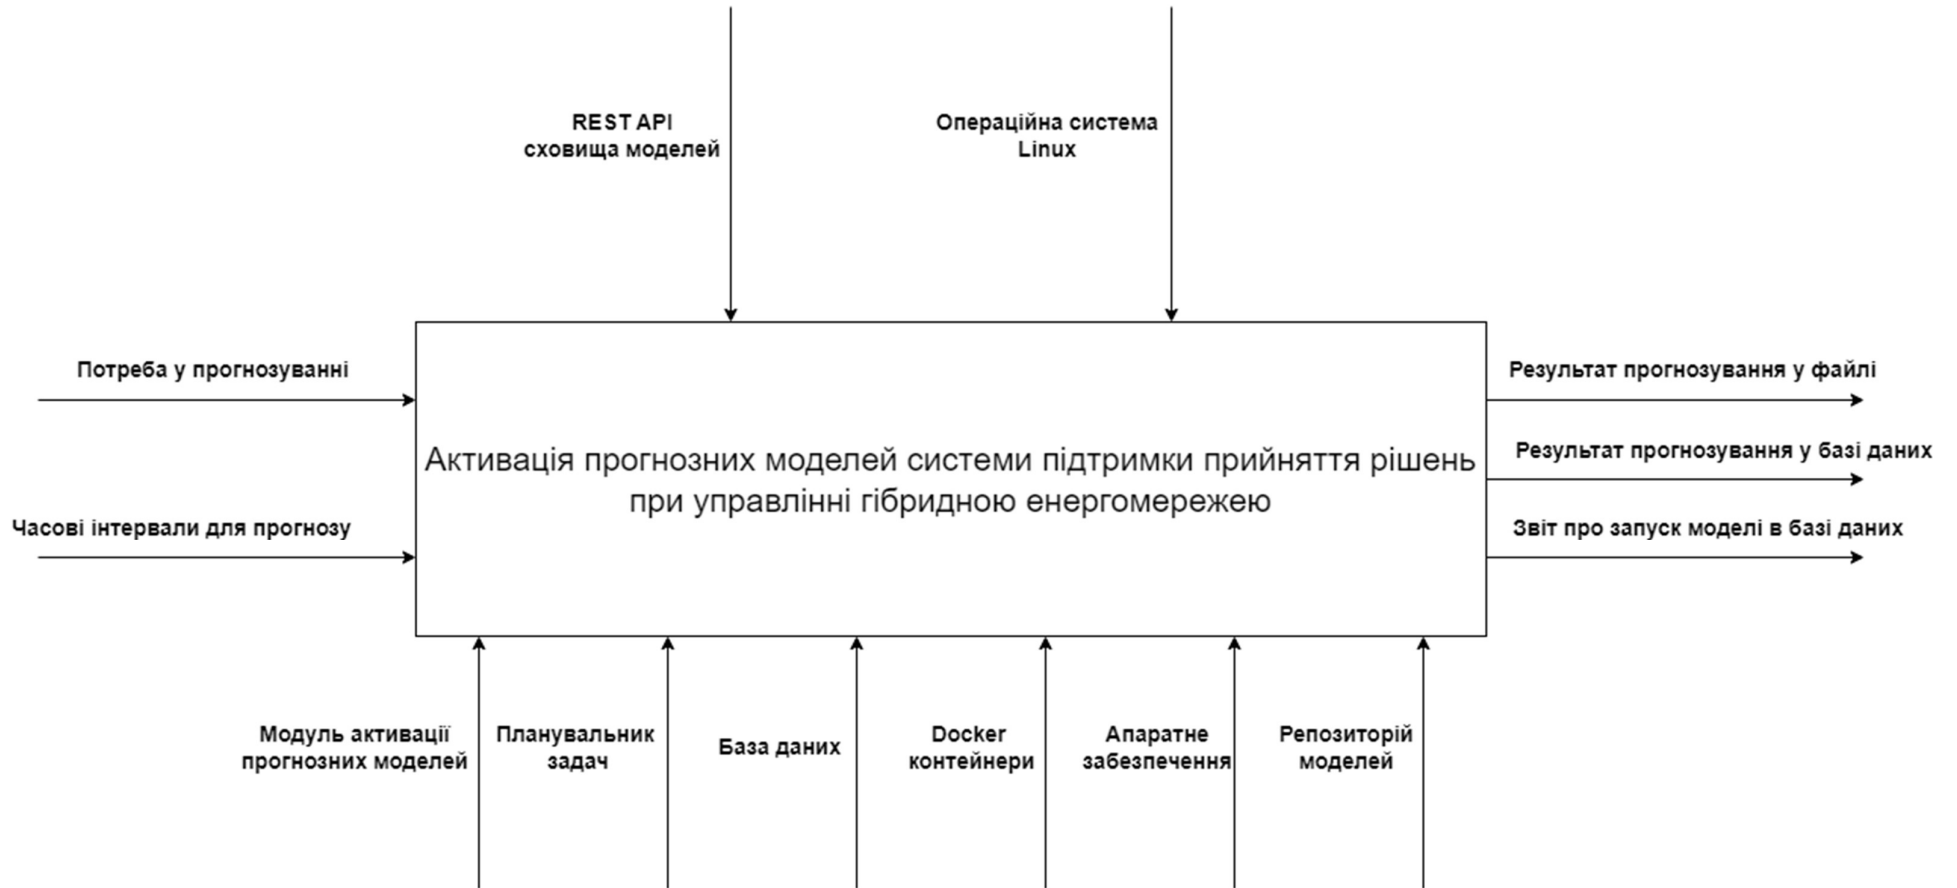 REST API
сховища моделей
Операційна система
Linux
Потреба у прогнозуванні
Часові інтервали для прогнозу
Активація прогнозних моделей системи підтримки прийняття рішень
при управлінні гібридною енергомережею
Результат прогнозування у файлі
Результат прогнозування у базі даних
Звіт про запуск моделі в базі даних
Модуль активації
прогнозних моделей
Планувальник
задач
База даних
Docker
контейнери
Апаратне
забезпечення
Репозиторій
моделей